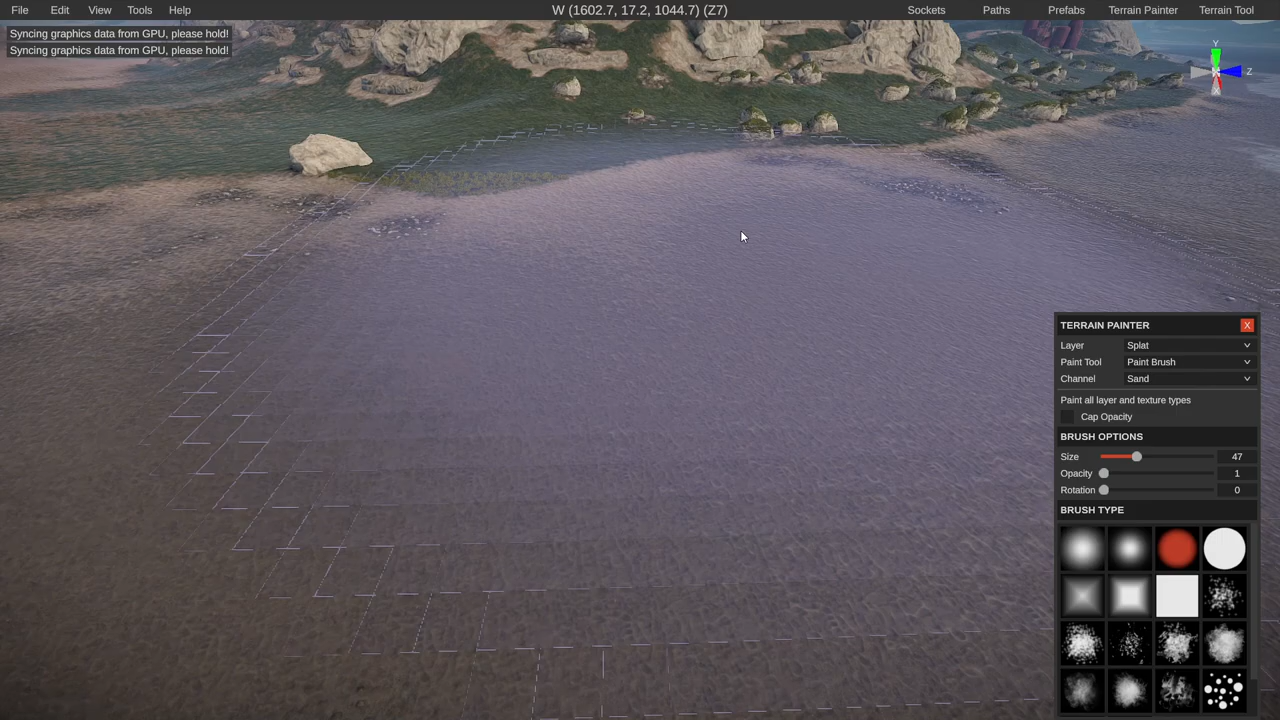 File Edit View Tools Help W (1602.7, 17.2, 1044.7) (Z7) Sockets Paths Prefabs Terrain Painter Terrain Tool
Syncing graphics data from GPU, please hold!
Syncing graphics data from GPU, please hold!
Y
Z
TERRAIN PAINTER X
Layer Splat
Paint Tool Paint Brush
Channel Sand
Paint all layer and texture types
Cap Opacity
BRUSH OPTIONS
Size 47
Opacity 1
Rotation 0
BRUSH TYPE